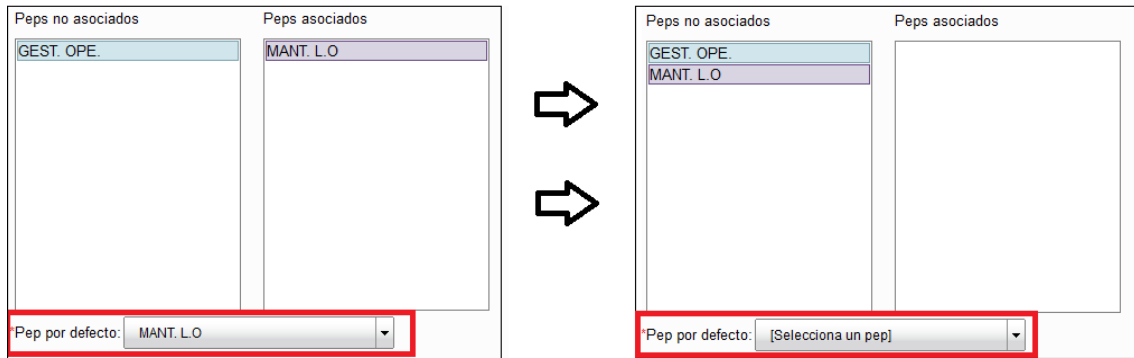 Peps no asociados
Peps asociados
GEST. OPE.
MANT. L.O
*Pep por defecto:
MANT. L.O
Peps no asociados
Peps asociados
GEST. OPE.
MANT. L.O
*Pep por defecto:
[Selecciona un pep]